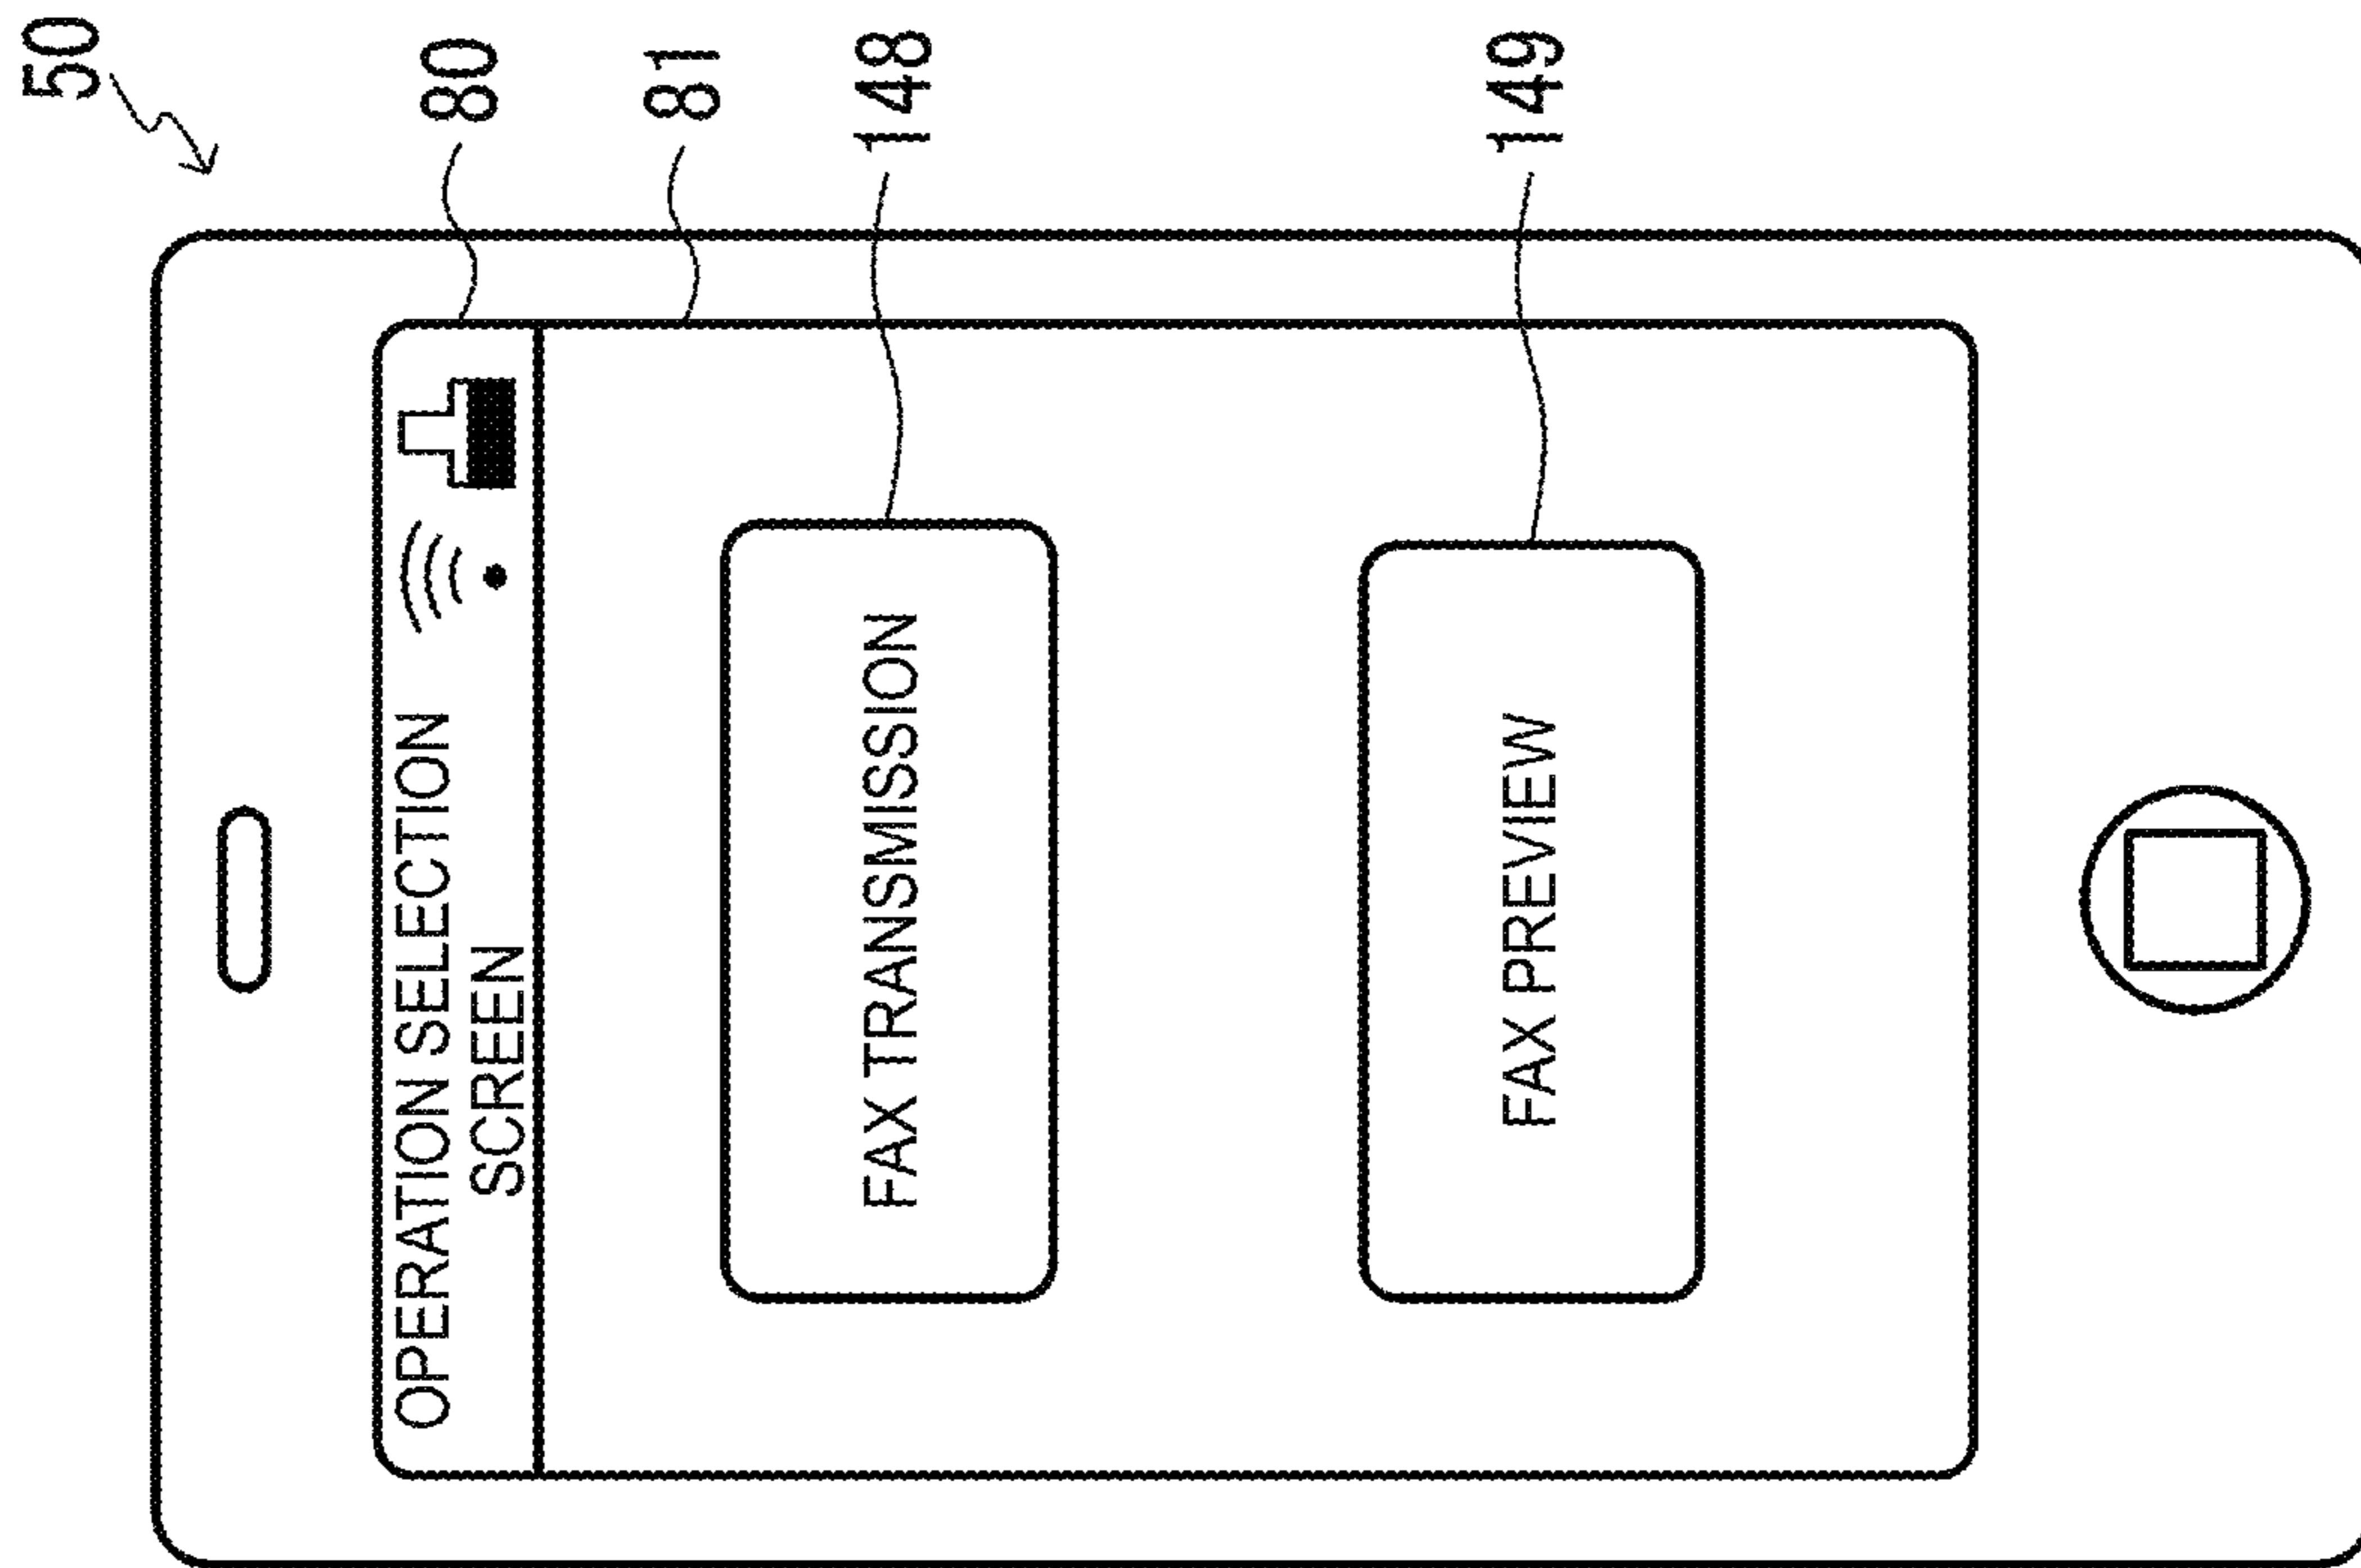 50
80
OPERATION SELECTION
SCREEN
81
148
FAX TRANSMISSION
149
FAX PREVIEW